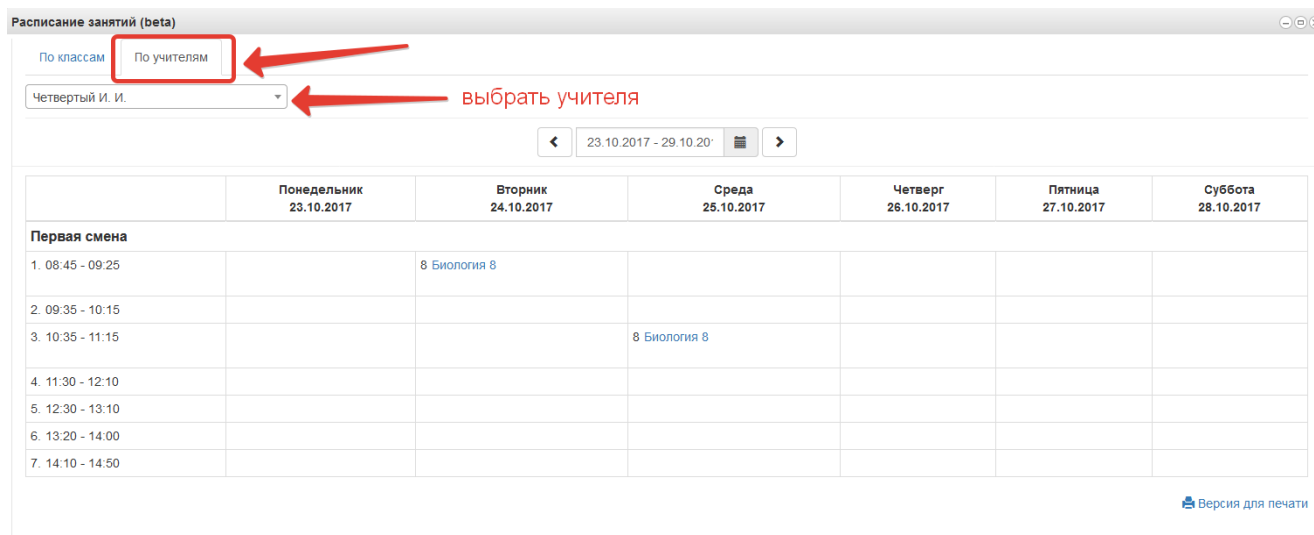 Расписание занятий (beta)
По классам По учителям
Четвертый И. И.
выбрать учителя
23.10.2017 - 29.10.20
Понедельник Вторник Среда Четверг Пятница Суббота
23.10.2017 24.10.2017 25.10.2017 26.10.2017 27.10.2017 28.10.2017
Первая смена
1. 08:45 - 09:25 8 Биология 8
2. 09:35 - 10:15
3. 10:35 - 11:15 8 Биология 8
4. 11:30 - 12:10
5. 12:30 - 13:10
6. 13:20 - 14:00
7. 14:10 - 14:50
Версия для печати